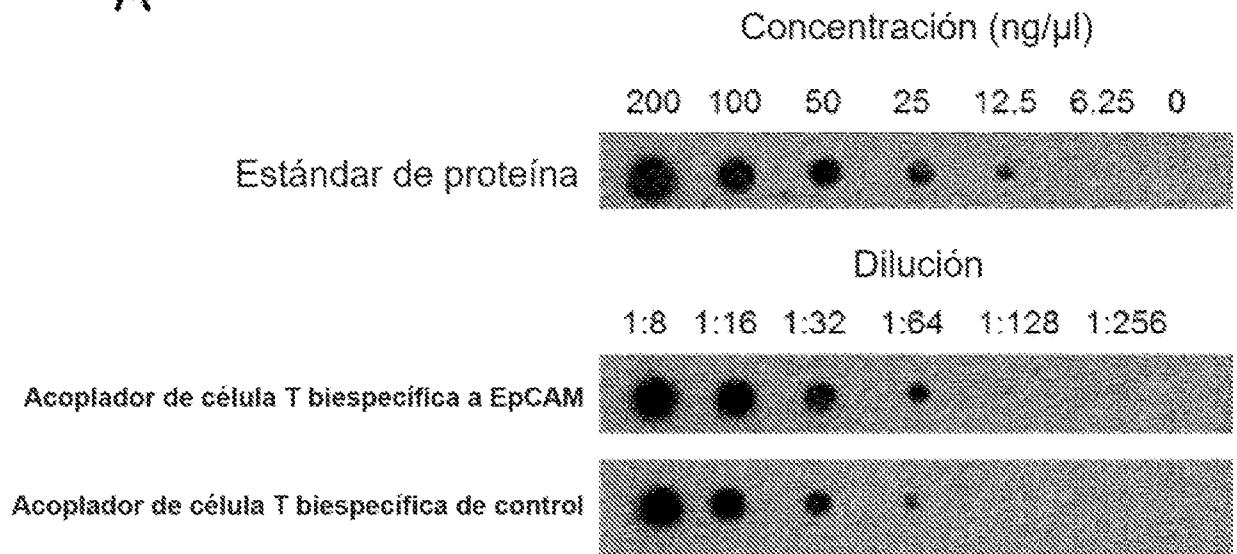 A
Concentración (ng/µl)
200 100 50 25 12.5 6.25 0
Estándar de proteína
Dilución
1:8 1:16 1:32 1:64 1:128 1:256
Acoplador de célula T biespecífica a EpCAM
Acoplador de célula T biespecífica de control